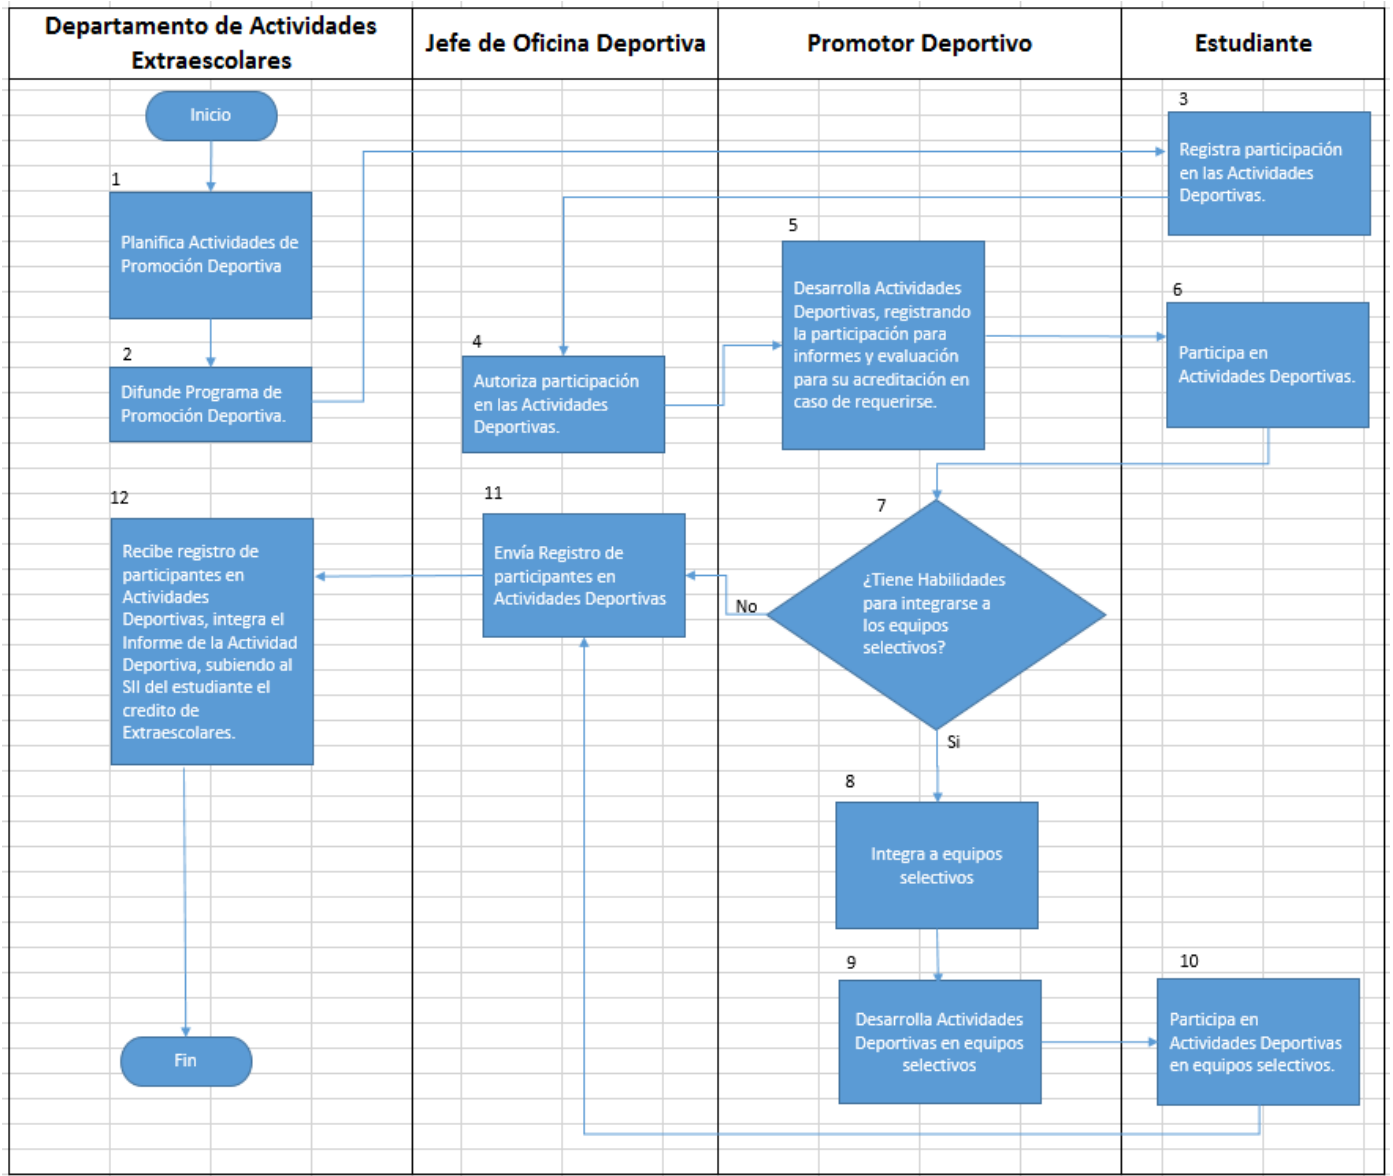 Departamento de Actividades
Extraescolares
Jefe de Oficina Deportiva
Promotor Deportivo
Estudiante
Inicio
1
Planifica Actividades de
Promoción Deportiva
2
Difunde Programa de
Promoción Deportiva.
3
Registra participación
en las Actividades
Deportivas.
4
Autoriza participación
en las Actividades
Deportivas.
5
Desarrolla Actividades
Deportivas, registrando
la participación para
informes y evaluación
para su acreditación en
caso de requerirse.
6
Participa en
Actividades Deportivas.
7
¿Tiene Habilidades
para integrarse a
los equipos
selectivos?
No
Si
8
Integra a equipos
selectivos
9
Desarrolla Actividades
Deportivas en equipos
selectivos
10
Participa en
Actividades Deportivas
en equipos selectivos.
11
Envía Registro de
participantes en
Actividades Deportivas
12
Recibe registro de
participantes en
Actividades
Deportivas, integra el
Informe de la Actividad
Deportiva, subiendo al
SII del estudiante el
credito de
Extraescolares.
Fin